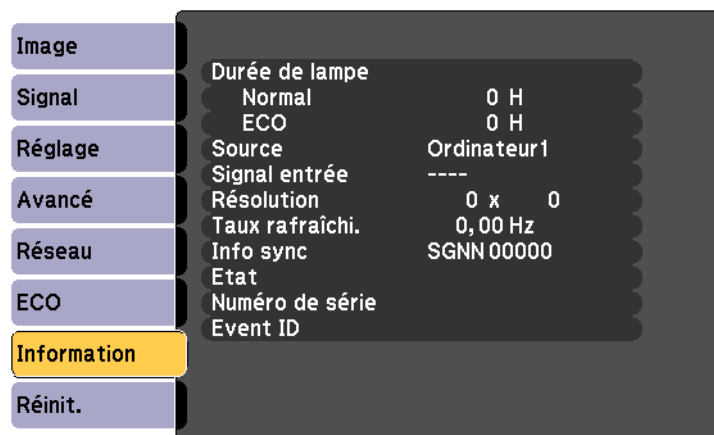 Image
Signal
Réglage
Avancé
Réseau
ECO
Information
Réinit.
Durée de lampe
Normal 0 H
ECO 0 H
Source Ordinateur1
Signal entrée ----
Résolution 0 x 0
Taux rafraîchi. 0,00 Hz
Info sync SGNN 00000
Etat
Numéro de série
Event ID